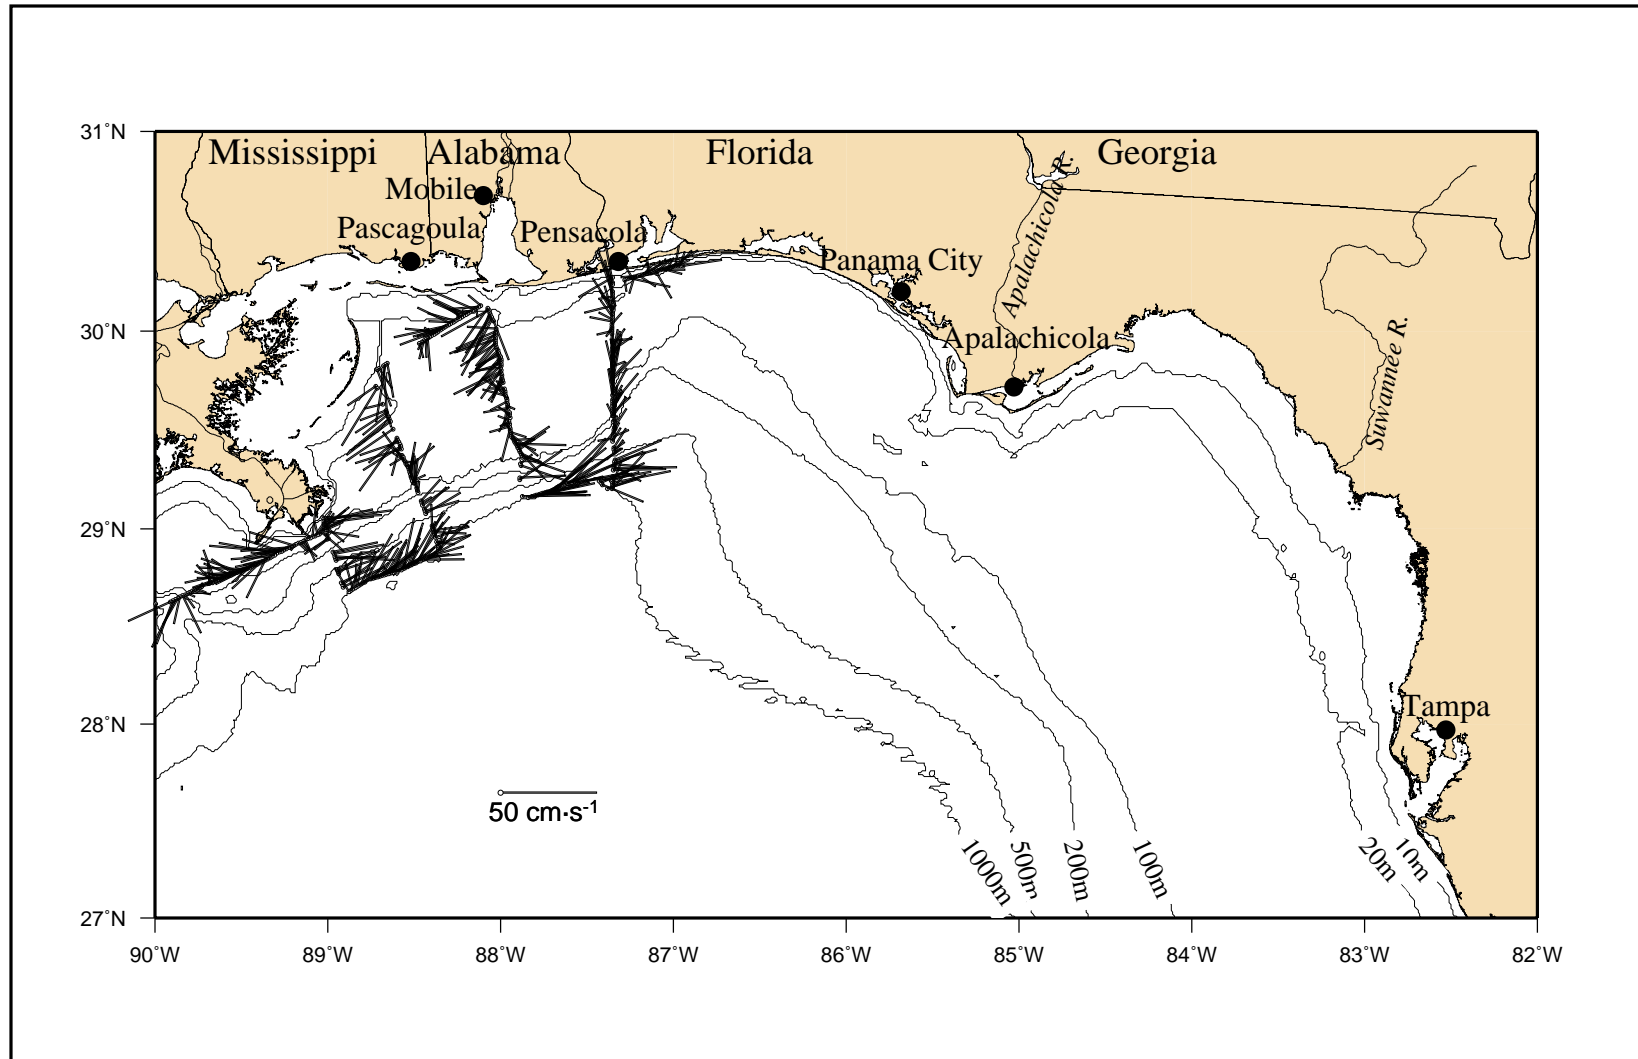 31°N
Mississippi
Alabama
Florida
Georgia
Mobile
Apalachicola R.
Pascagoula
Pensacola
Panama City
30°N
Apalachicola
Suwannee R.
29°N
28°N
Tampa
50 cm·s-1
1000m
500m
200m
100m
20m
10m
27°N
90°W
89°W
88°W
87°W
86°W
85°W
84°W
83°W
82°W